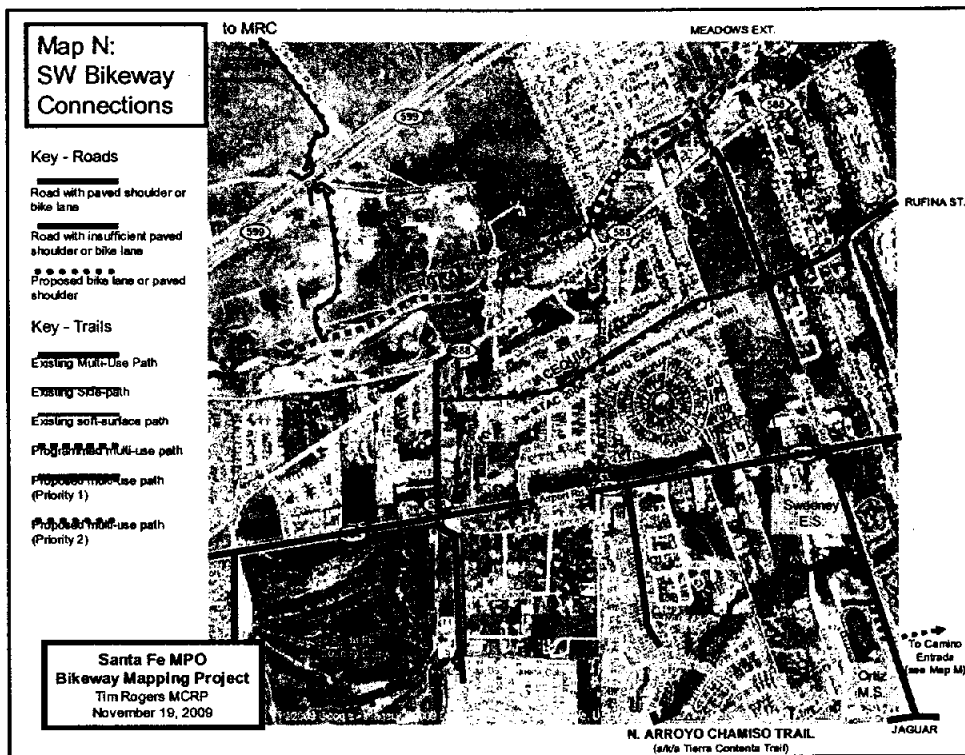 Map N:
SW Bikeway
Connections
to MRC
MEADOWS EXT.
599
588
RUFINA ST.
599
588
588
Key - Roads
Road with paved shoulder or
bike lane
Road with insufficient paved
shoulder or bike lane
Proposed bike lane or paved
shoulder
Key - Trails
Existing Multi-Use Path
Existing Side-path
Existing soft-surface path
Programmed multi-use path
Proposed multi-use path
(Priority 1)
Proposed multi-use path
(Priority 2)
Airport Rd
Sweeney
E.S.
Ortiz
M.S.
To Camino
Entrada
(see Map M)
JAGUAR
N. ARROYO CHAMISO TRAIL
(a/k/a Tierra Contenta Trail)
Santa Fe MPO
Bikeway Mapping Project
Tim Rogers MCRP
November 19, 2009